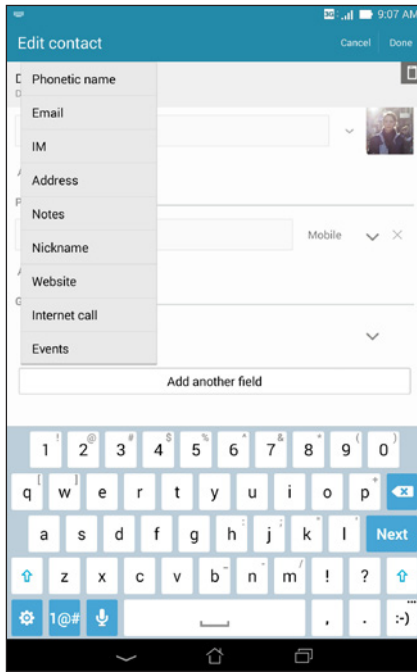 3G 9:07 AM
Edit contact Cancel Done
D
D
Phonetic name
Email
IM
Address
Notes
Nickname
Website
Internet call
Events
A
P
Mobile
A
G
Add another field
! @ # $ % ^ & * ( )
1 2 3 4 5 6 7 8 9 0
[ ] +
q w e r t y u i o p
: ; " '
a s d f g h j k l Next
- /
z x c v b n m ! ?
1@# , . :-)